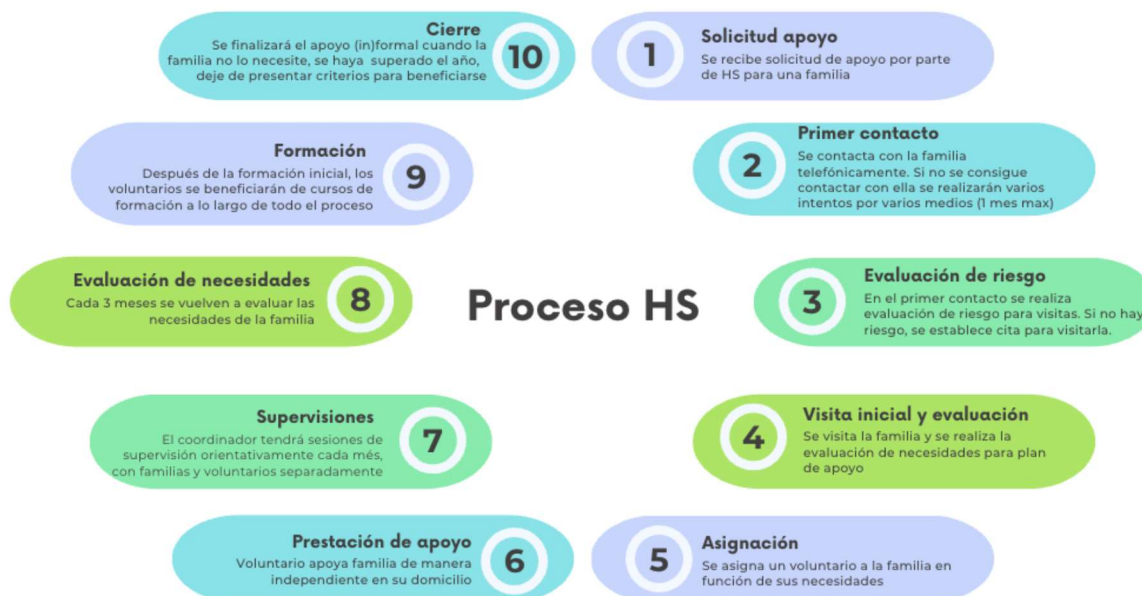 Proceso HS
1
Solicitud apoyo
Se recibe solicitud de apoyo por parte
de HS para una familia
2
Primer contacto
Se contacta con la familia
telefónicamente. Si no se consigue
contactar con ella se realizarán varios
intentos por varios medios (1 mes max)
3
Evaluación de riesgo
En el primer contacto se realiza
evaluación de riesgo para visitas. Si no hay
riesgo, se establece cita para visitarla.
4
Visita inicial y evaluación
Se visita la familia y se realiza la
evaluación de necesidades para plan
de apoyo
5
Asignación
Se asigna un voluntario a la familia en
función de sus necesidades
6
Prestación de apoyo
Voluntario apoya familia de manera
independiente en su domicilio
7
Supervisiones
El coordinador tendrá sesiones de
supervisión orientativamente cada més,
con familias y voluntarios separadamente
8
Evaluación de necesidades
Cada 3 meses se vuelven a evaluar las
necesidades de la familia
9
Formación
Después de la formación inicial, los
voluntarios se beneficiarán de cursos de
formación a lo largo de todo el proceso
10
Cierre
Se finalizará el apoyo (in)formal cuando la
familia no lo necesite, se haya superado el año,
deje de presentar criterios para beneficiarse